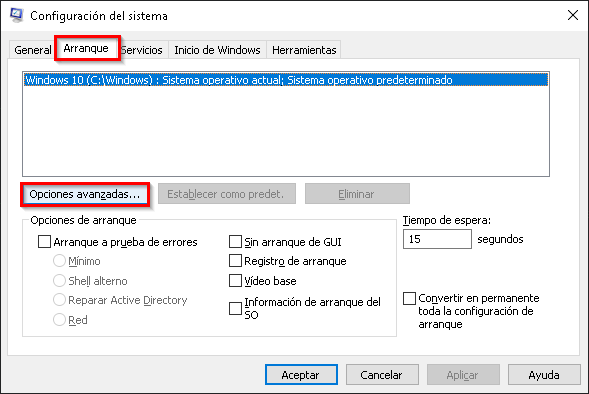 Configuración del sistema
General Arranque Servicios Inicio de Windows Herramientas
Windows 10 (C:\Windows) : Sistema operativo actual; Sistema operativo predeterminado
Opciones avanzadas... Establecer como predet. Eliminar
Opciones de arranque
Arranque a prueba de errores
Mínimo
Shell alterno
Reparar Active Directory
Red
Sin arranque de GUI
Registro de arranque
Vídeo base
Información de arranque del
SO
Tiempo de espera:
15 segundos
Convertir en permanente
toda la configuración de
arranque
Aceptar Cancelar Aplicar Ayuda